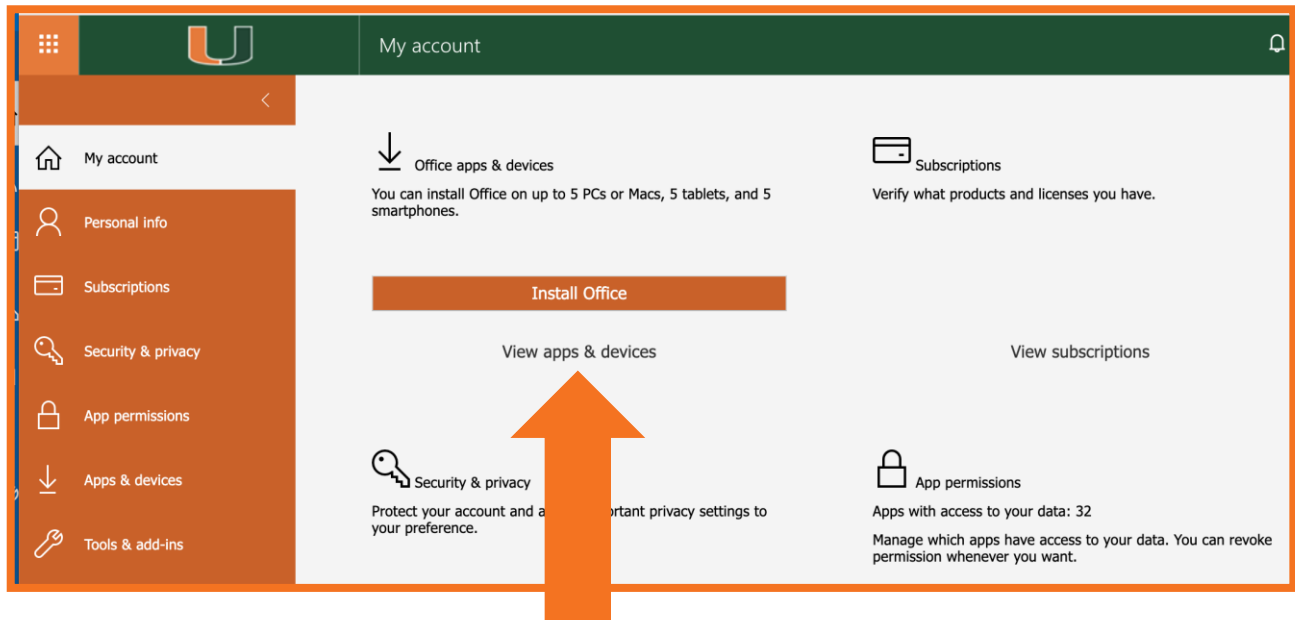 My account
My account
Personal info
Subscriptions
Security & privacy
App permissions
Apps & devices
Tools & add-ins
Office apps & devices
You can install Office on up to 5 PCs or Macs, 5 tablets, and 5
smartphones.
Install Office
View apps & devices
Subscriptions
Verify what products and licenses you have.
View subscriptions
Security & privacy
Protect your account and privacy settings to
your preference.
App permissions
Apps with access to your data: 32
Manage which apps have access to your data. You can revoke
permission whenever you want.